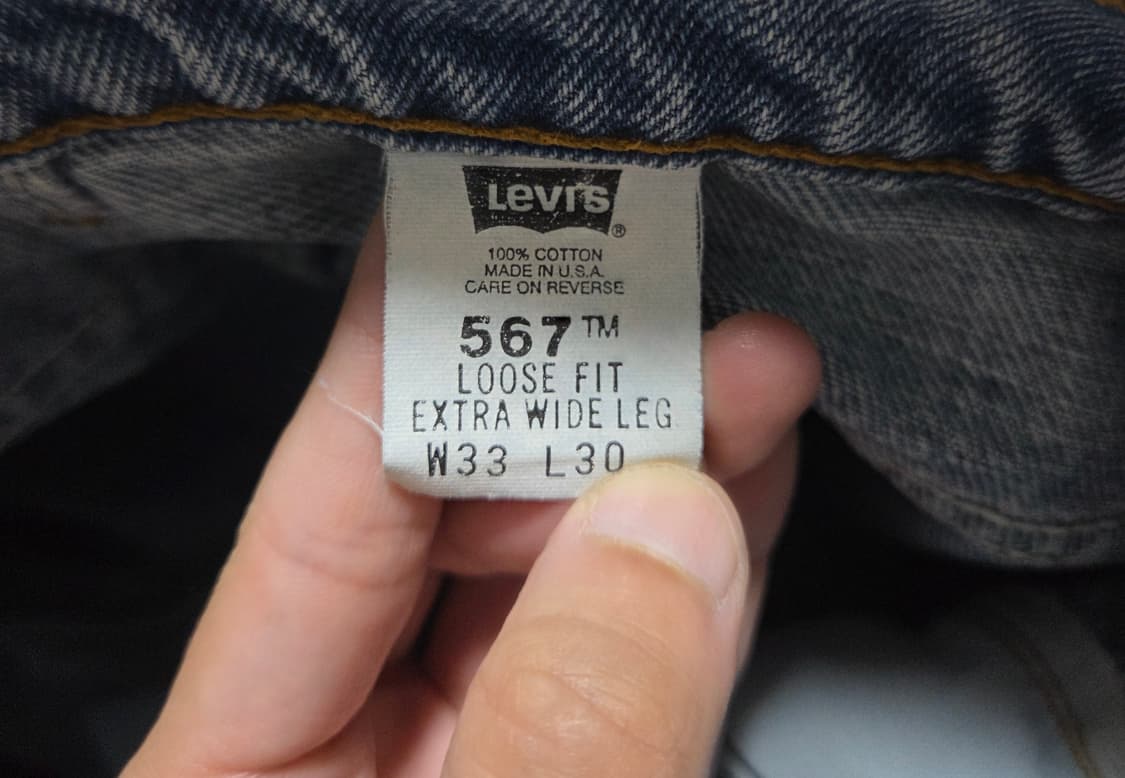 Levi's®
100% COTTON
MADE IN U.S.A.
CARE ON REVERSE
567™
LOOSE FIT
EXTRA WIDE LEG
W33 L30